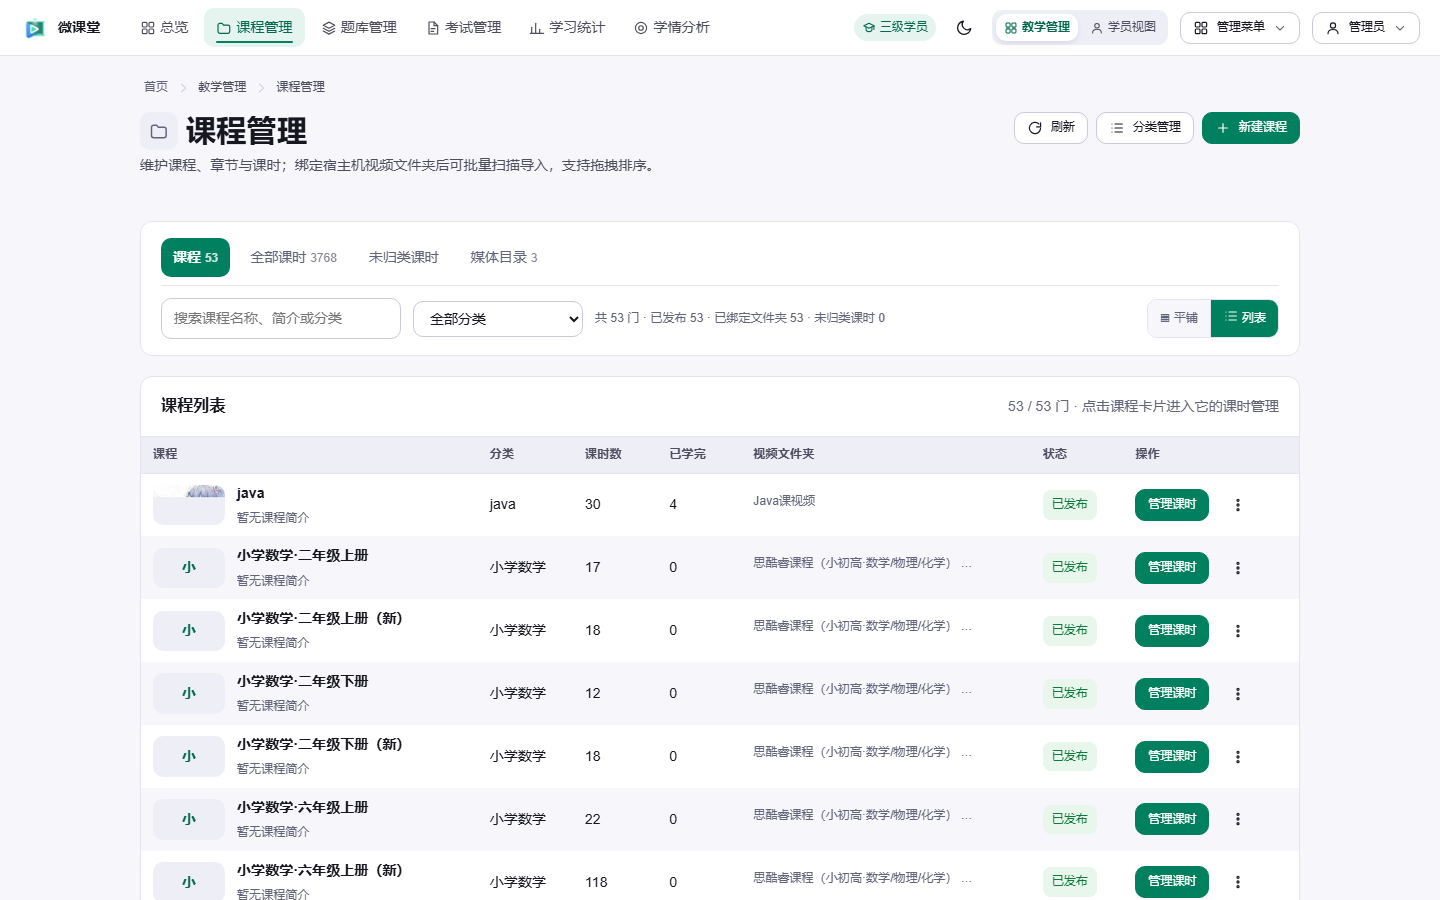 微课堂
总览
课程管理
题库管理
考试管理
学习统计
学情分析
三级学员
教学管理
学员视图
管理菜单
管理员
首页 > 教学管理 > 课程管理
课程管理
维护课程、章节与课时；绑定宿主机视频文件夹后可批量扫描导入，支持拖拽排序。
刷新
分类管理
+ 新建课程
课程 53
全部课时 3768
未归类课时
媒体目录 3
搜索课程名称、简介或分类
全部分类
共 53 门 · 已发布 53 · 已绑定文件夹 53 · 未归类课时 0
平铺
列表
课程列表
53 / 53 门 · 点击课程卡片进入它的课时管理
课程 分类 课时数 已学完 视频文件夹 状态 操作
java
暂无课程简介
java 30 4 Java课视频 已发布 管理课时
小
小学数学·二年级上册
暂无课程简介
小学数学 17 0 思酷睿课程（小初高·数学/物理/化学） ... 已发布 管理课时
小
小学数学·二年级上册（新）
暂无课程简介
小学数学 18 0 思酷睿课程（小初高·数学/物理/化学） ... 已发布 管理课时
小
小学数学·二年级下册
暂无课程简介
小学数学 12 0 思酷睿课程（小初高·数学/物理/化学） ... 已发布 管理课时
小
小学数学·二年级下册（新）
暂无课程简介
小学数学 18 0 思酷睿课程（小初高·数学/物理/化学） ... 已发布 管理课时
小
小学数学·六年级上册
暂无课程简介
小学数学 22 0 思酷睿课程（小初高·数学/物理/化学） ... 已发布 管理课时
小
小学数学·六年级上册（新）
暂无课程简介
小学数学 118 0 思酷睿课程（小初高·数学/物理/化学） ... 已发布 管理课时